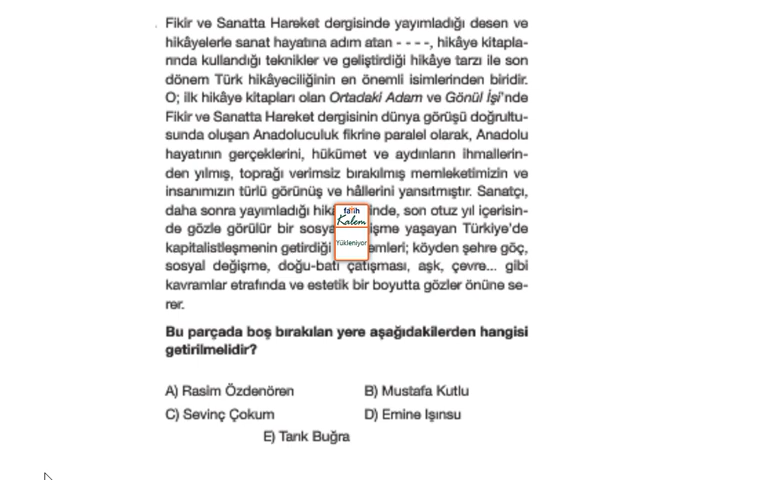 Fikir ve Sanatta Hareket dergisinde yayımladığı desen ve
hikâyelerle sanat hayatına adım atan - - - -, hikâye kitapla-
rında kullandığı teknikler ve geliştirdiği hikâye tarzı ile son
dönem Türk hikâyeciliğinin en önemli isimlerinden biridir.
O; ilk hikâye kitapları olan Ortadaki Adam ve Gönül İşi'nde
Fikir ve Sanatta Hareket dergisinin dünya görüşü doğrultu-
sunda oluşan Anadoluculuk fikrine paralel olarak, Anadolu
hayatının gerçeklerini, hükümet ve aydınların ihmallerin-
den yılmış, toprağı verimsiz bırakılmış memleketimizin ve
insanımızın türlü görünüş ve hâllerini yansıtmıştır. Sanatçı,
daha sonra yayımladığı inde, son otuz yıl içerisin-
de gözle görülür bir yaşayan Türkiye'de
kapitalistleşmenin getirdiği emleri; köyden şehre göç,
sosyal değişme, doğu-batı çatışması, aşk, çevre... gibi
kavramlar etrafında ve estetik bir boyutta gözler önüne se-
rer.
fatih
Kalem
Yükleniyor
Bu parçada boş bırakılan yere aşağıdakilerden hangisi
getirilmelidir?
A) Rasim Özdenören B) Mustafa Kutlu
C) Sevinç Çokum D) Emine Işınsu
E) Tarık Buğra